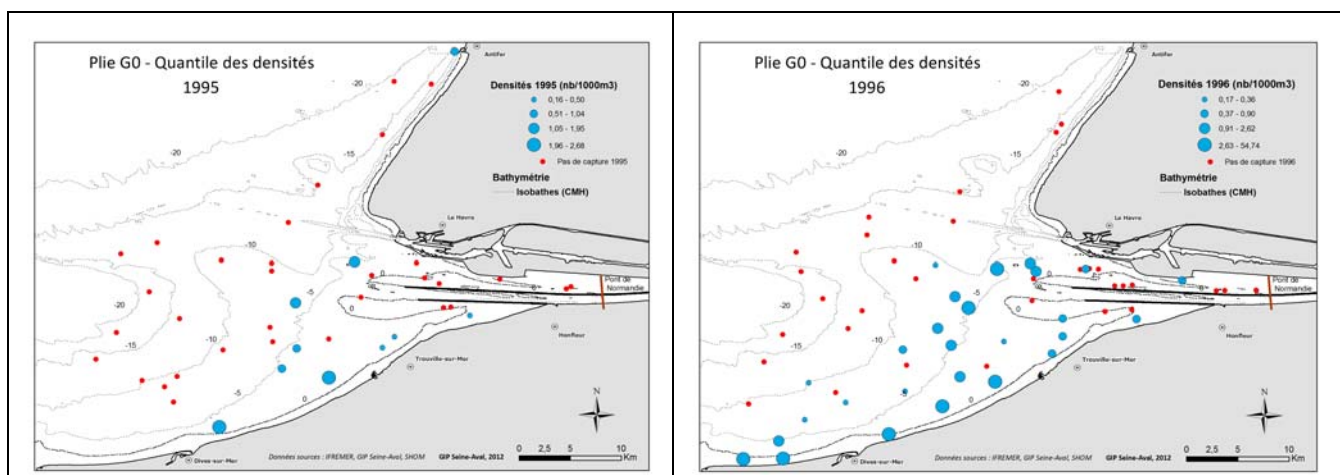 Plie G0 - Quantile des densités
1995
Antifer
Densités 1995 (nb/1000m3)
0,16 - 0,50
0,51 - 1,04
1,05 - 1,95
1,96 - 2,68
Pas de capture 1995
Bathymétrie
Isobathes (CMH)
-20
-20
-15
Le Havre
-10
-5
0
0
Pont de
Normandie
-20
-15
-10
-5
0
Honfleur
Trouville-sur-Mer
N
Dives-sur-Mer
Données sources : IFREMER, GIP Seine-Aval, SHOM
GIP Seine-Aval, 2012
0 2,5 5 10
Km
Plie G0 - Quantile des densités
1996
Antifer
Densités 1996 (nb/1000m3)
0,17 - 0,36
0,37 - 0,90
0,91 - 2,62
2,63 - 54,74
Pas de capture 1996
Bathymétrie
Isobathes (CMH)
-20
-20
-15
Le Havre
-10
-5
0
0
Pont de
Normandie
-20
-15
-10
-5
0
Honfleur
Trouville-sur-Mer
N
Dives-sur-Mer
Données sources : IFREMER, GIP Seine-Aval, SHOM
GIP Seine-Aval, 2012
0 2,5 5 10
Km